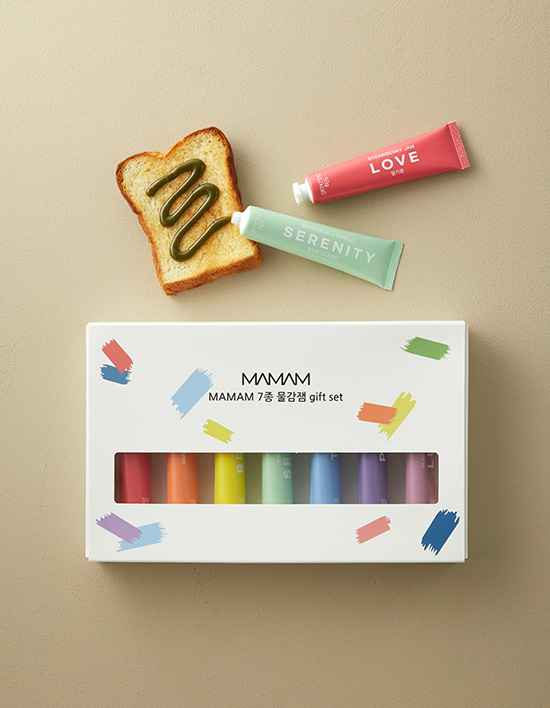 STRAWBERRY JAM
LOVE
딸기잼
SERENITY
MAMAM
MAMAM 7종 물감잼 gift set